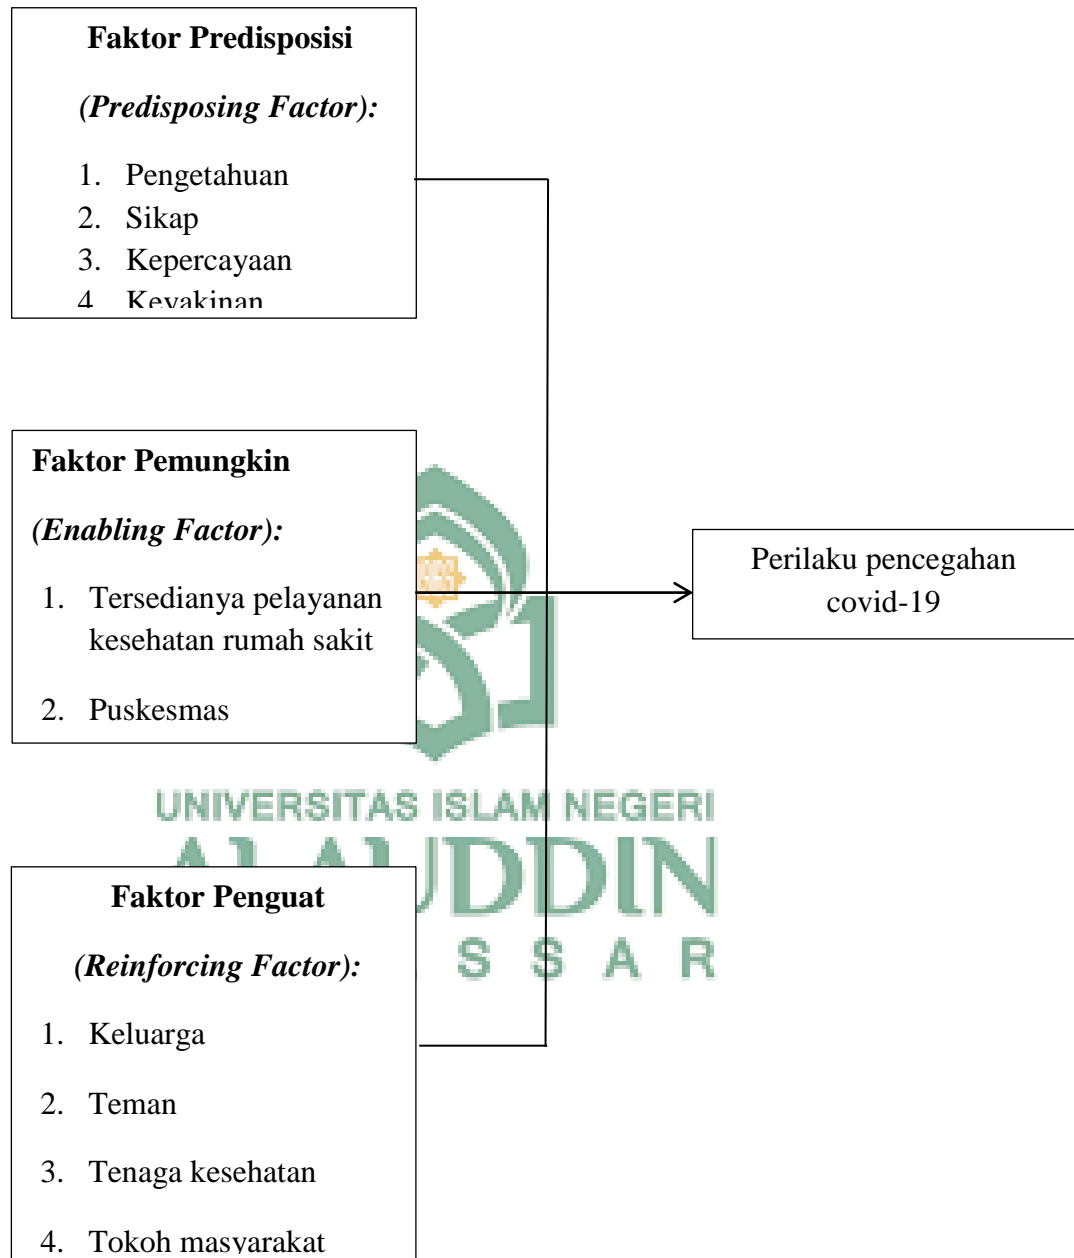 Faktor Predisposisi
(Predisposing Factor):
1. Pengetahuan
2. Sikap
3. Kepercayaan
4 Keyakinan
Faktor Pemungkin
(Enabling Factor):
1. Tersedianya pelayanan
kesehatan rumah sakit
2. Puskesmas
Perilaku pencegahan
covid-19
UNIVERSITAS ISLAM NEGERI
Faktor Penguat
(Reinforcing Factor):
1. Keluarga
2. Teman
3. Tenaga kesehatan
4. Tokoh masyarakat